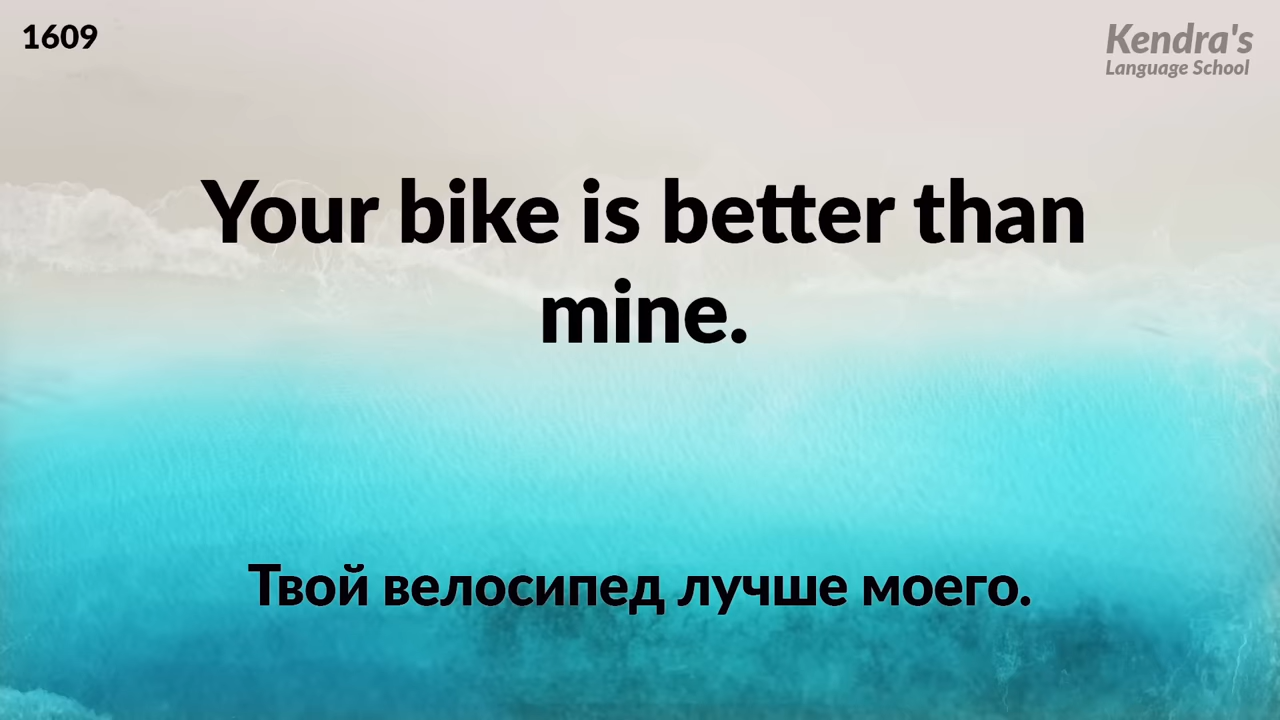 1609
Kendra's
Language School
Your bike is better than
mine.
Твой велосипед лучше моего.